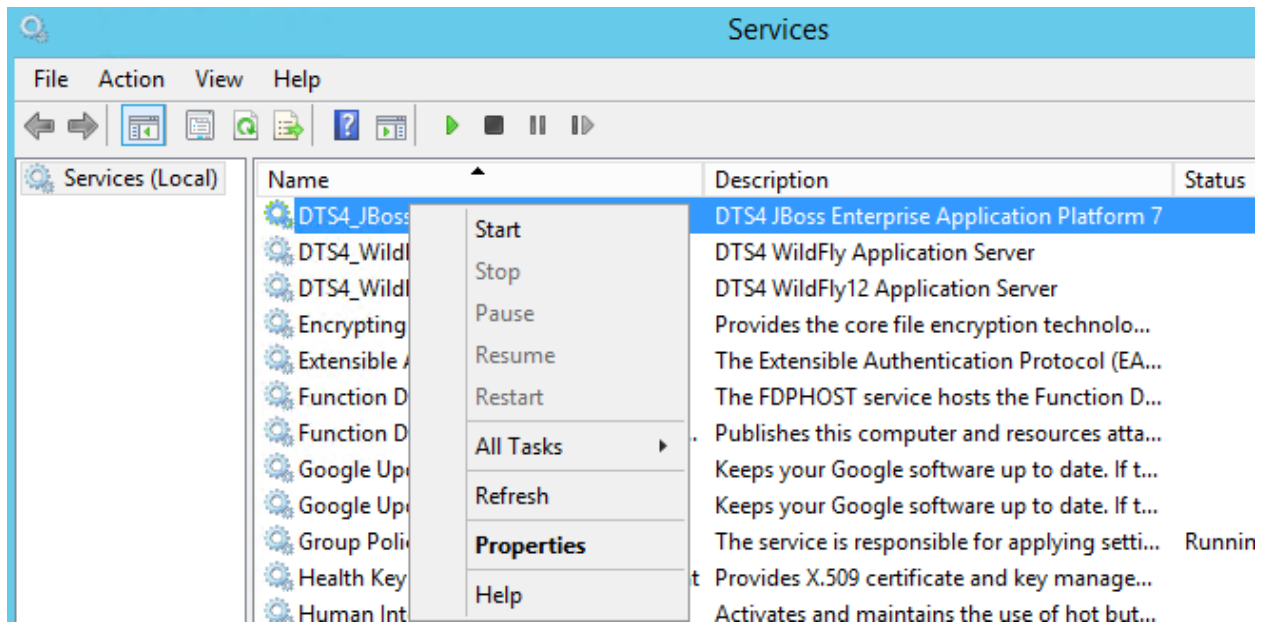 Services
File Action View Help
Services (Local)
Name Description Status
DTS4_JBoss DTS4 JBoss Enterprise Application Platform 7
DTS4_Wild DTS4 WildFly Application Server
DTS4_Wild DTS4 WildFly12 Application Server
Encrypting Provides the core file encryption technolo...
Extensible The Extensible Authentication Protocol (EA...
Function D The FDPHOST service hosts the Function D...
Function D . Publishes this computer and resources atta...
Google Up Keeps your Google software up to date. If t...
Google Up Keeps your Google software up to date. If t...
Group Poli The service is responsible for applying setti... Runnin
Health Key t Provides X.509 certificate and key manage...
Human Int Activates and maintains the use of hot but...
Start
Stop
Pause
Resume
Restart
All Tasks
Refresh
Properties
Help